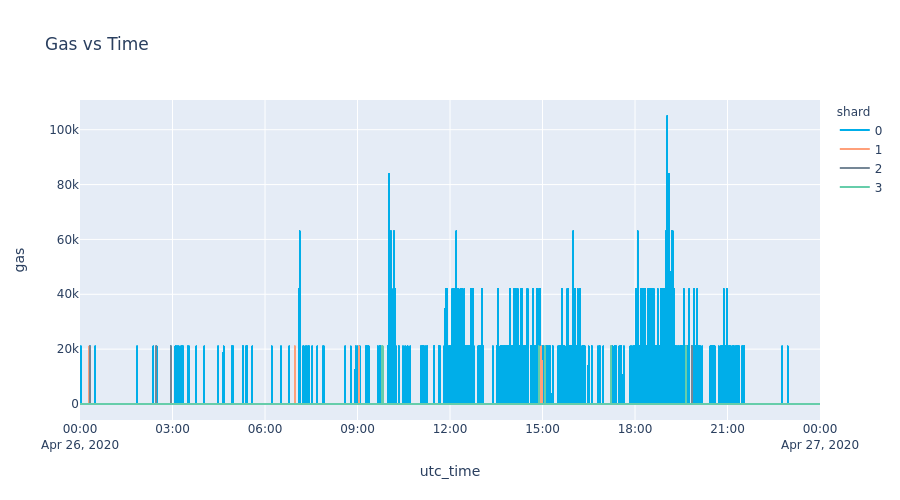 Gas vs Time
shard
0
1
2
3
100k
80k
60k
40k
20k
0
gas
00:00 03:00 06:00 09:00 12:00 15:00 18:00 21:00 00:00
Apr 26, 2020 Apr 27, 2020
utc_time